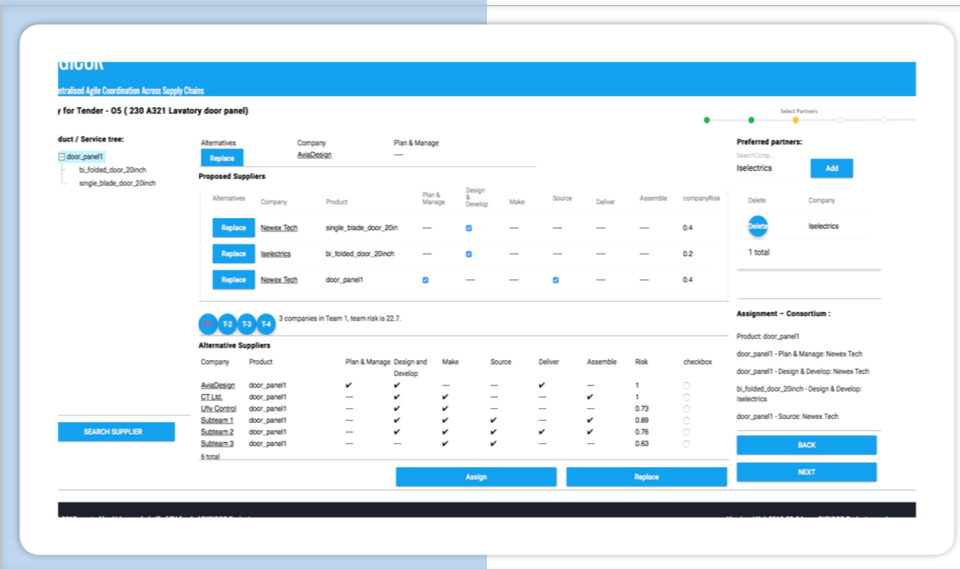 ntralised Agile Coordination Across Supply Chains
y for Tender - O5 ( 230 A321 Lavatory door panel)
Select Partners
duct / Service tree:
door_panel1
bi_folded_door_20inch
single_blade_door_20inch
SEARCH SUPPLIER
Alternatives Company Plan & Manage
Replace AviaDesign ----
Proposed Suppliers
Alternatives Company Product Plan & Manage Design & Develop Make Source Deliver Assemble companyRisk
Replace Newex Tech single_blade_door_20in ---- ---- ---- ---- ---- 0.4
Replace Iselectrics bi_folded_door_20inch ---- ---- ---- ---- ---- 0.2
Replace Newex Tech door_panel1 ---- ---- ---- ---- 0.4
T-2 T-3 T-4 3 companies in Team 1, team risk is 22.7.
Alternative Suppliers
Company Product Plan & Manage Design and Develop Make Source Deliver Assemble Risk checkbox
AviaDesign door_panel1 ✔ ✔ ---- ---- ✔ ---- 1
CT Ltd. door_panel1 ---- ✔ ✔ ---- ---- ✔ 1
Ufly Control door_panel1 ---- ✔ ✔ ---- ---- ---- 0.73
Subteam 1 door_panel1 ---- ✔ ✔ ✔ ---- ✔ 0.89
Subteam 2 door_panel1 ---- ✔ ✔ ✔ ✔ ✔ 0.76
Subteam 3 door_panel1 ---- ---- ✔ ✔ ---- ---- 0.63
6 total
Assign Replace
Preferred partners:
SearchComp...
Iselectrics Add
Delete Company
Delete Iselectrics
1 total
Assignment – Consortium :
Product: door_panel1
door_panel1 - Plan & Manage: Newex Tech
door_panel1 - Design & Develop: Newex Tech
bi_folded_door_20inch - Design & Develop:
Iselectrics
door_panel1 - Source: Newex Tech
BACK
NEXT